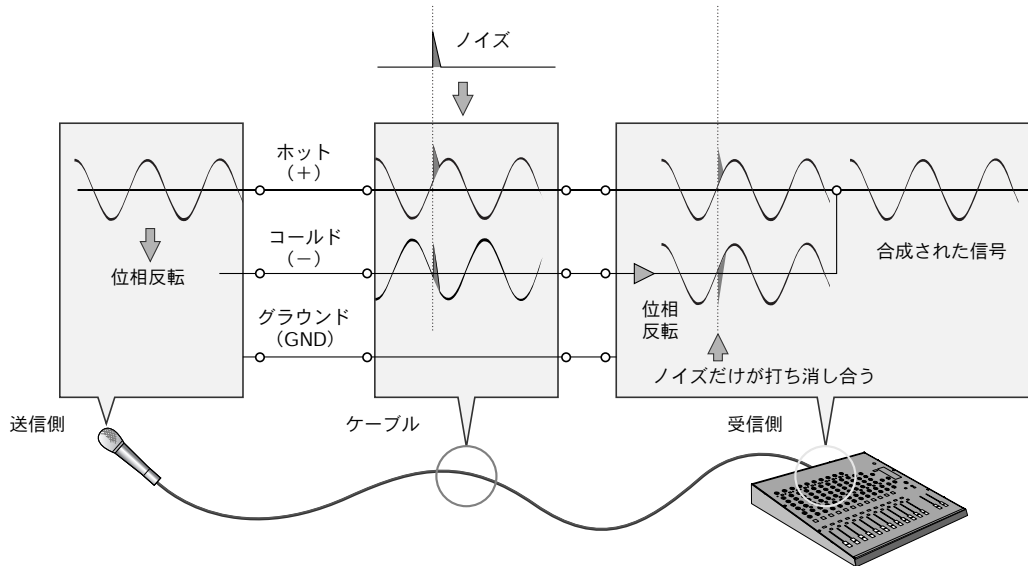 ノイズ
ホット
（＋）
コールド
（－）
位相反転
グラウンド
（GND）
合成された信号
位相
反転
ノイズだけが打ち消し合う
送信側
ケーブル
受信側